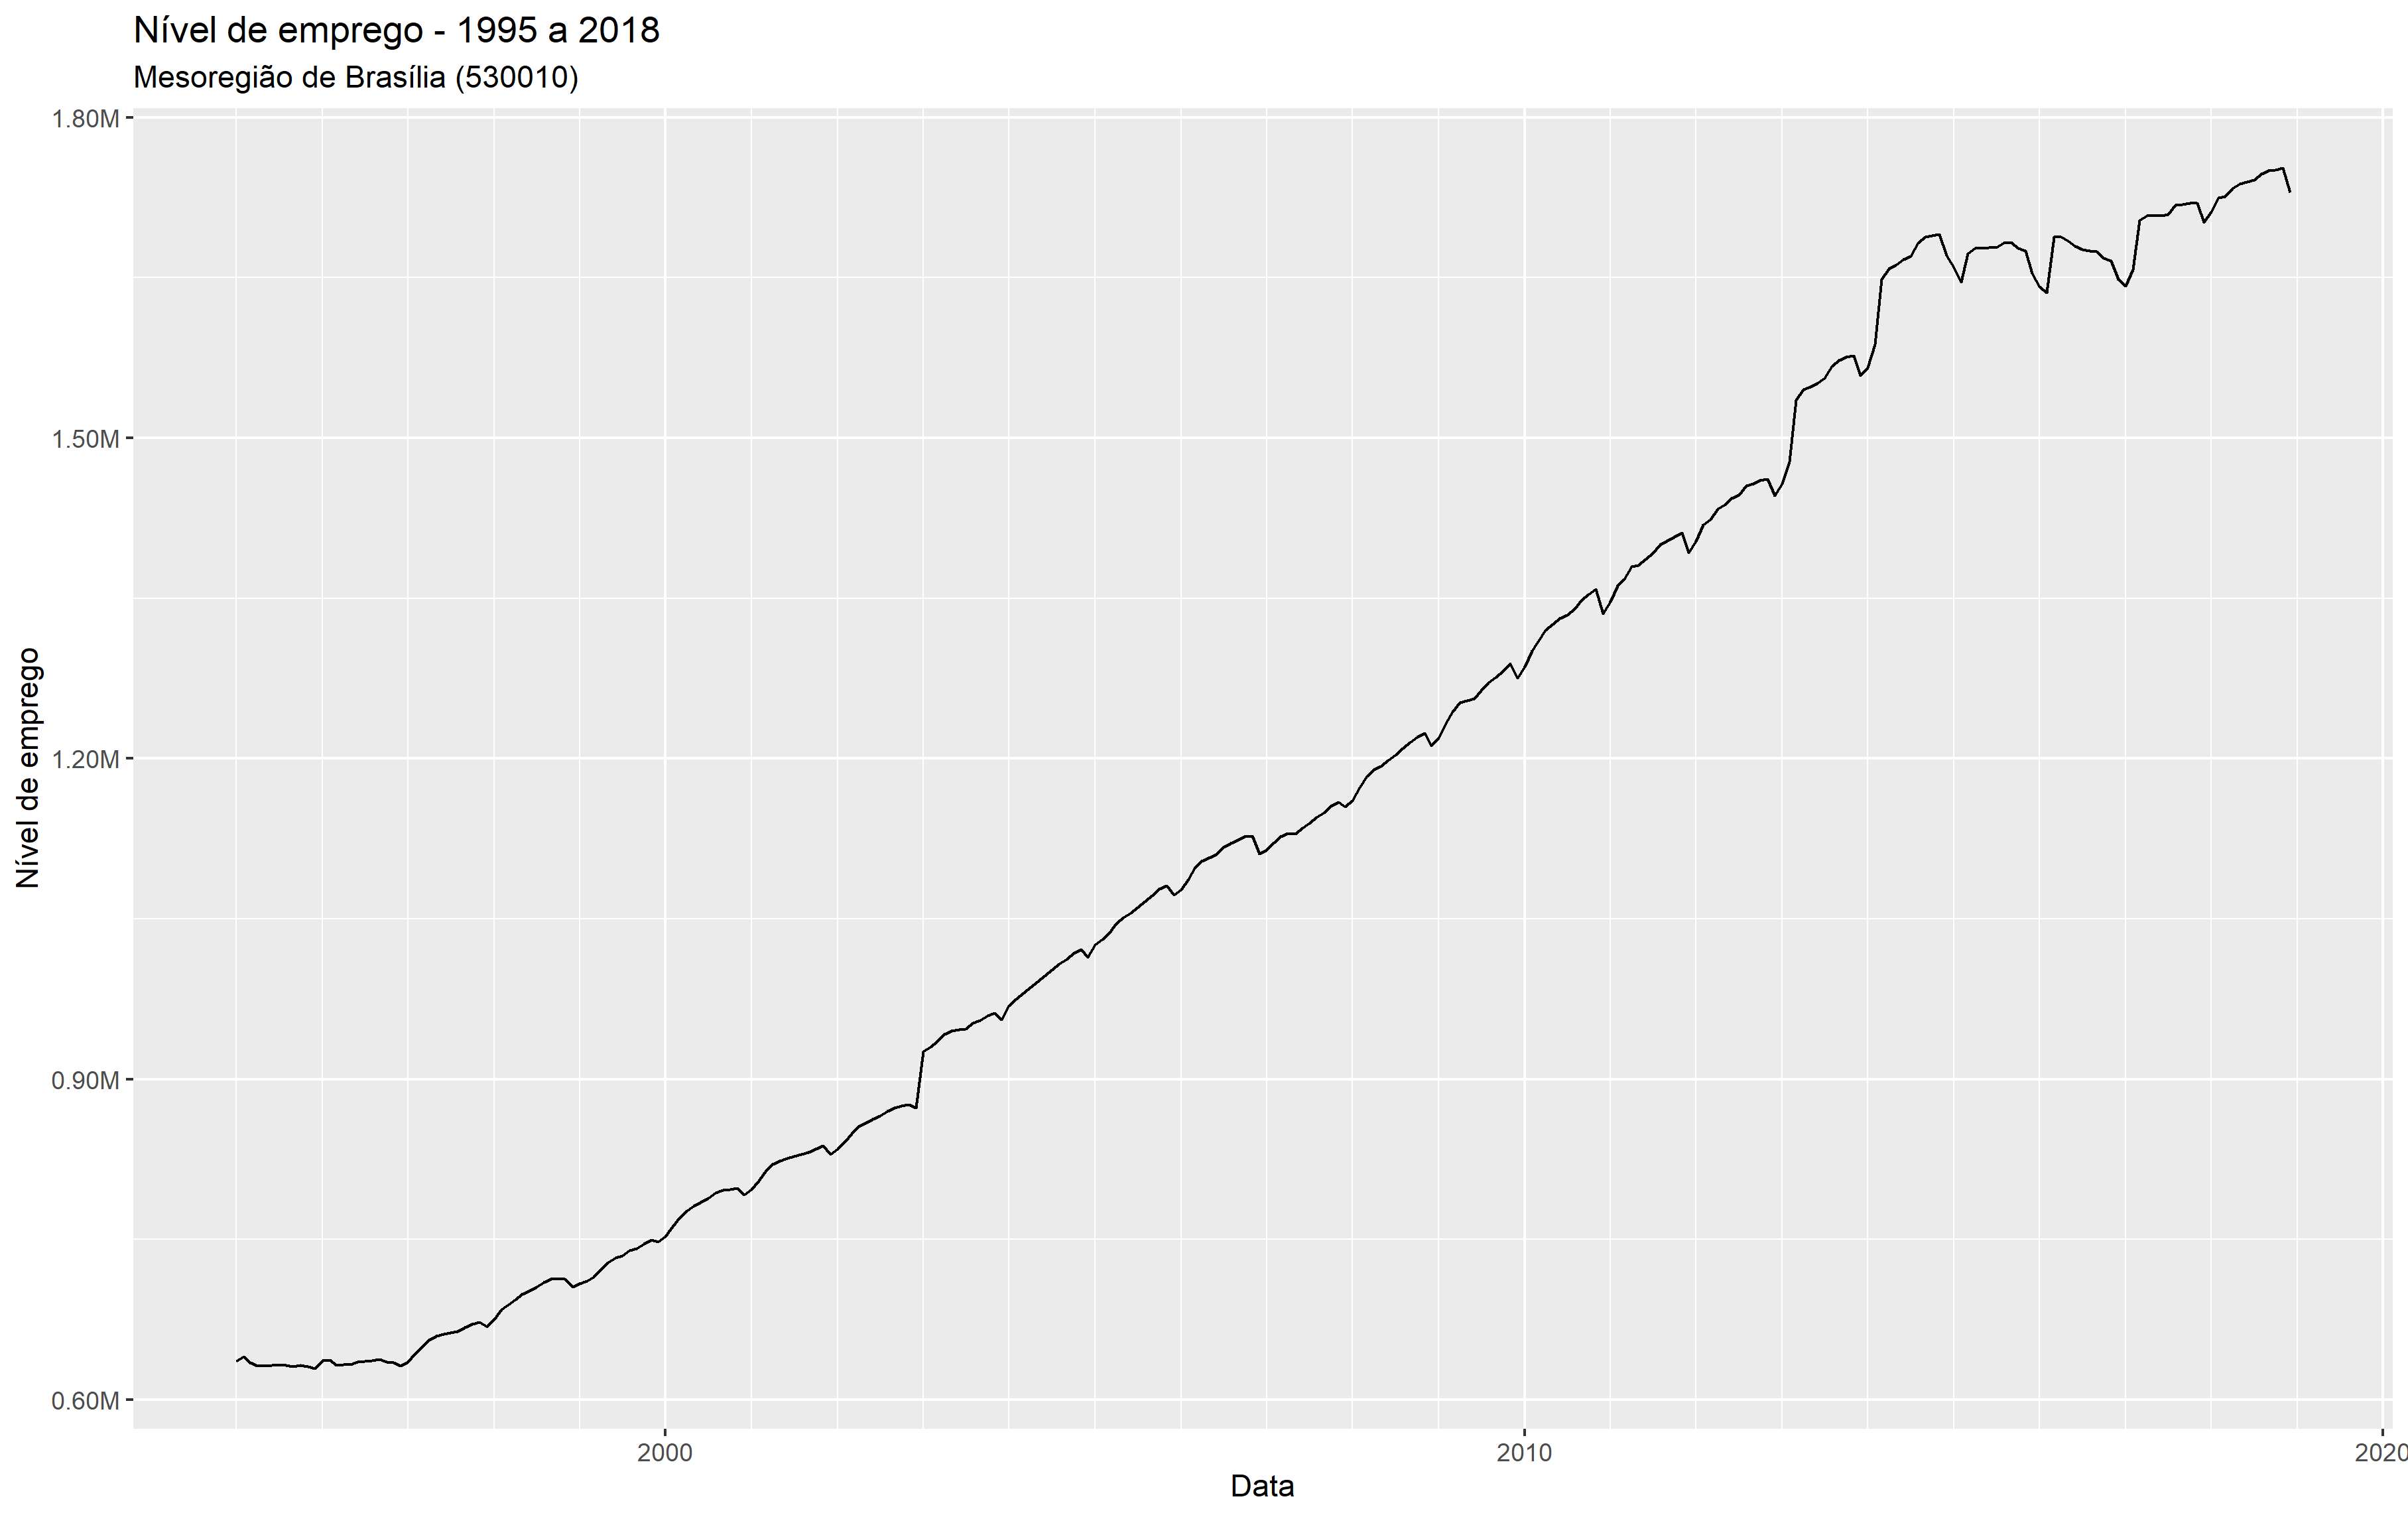 Nível de emprego - 1995 a 2018
Mesoregião de Brasília (530010)
1.80M
1.50M
1.20M
0.90M
0.60M
Nível de emprego
2000
2010
2020
Data